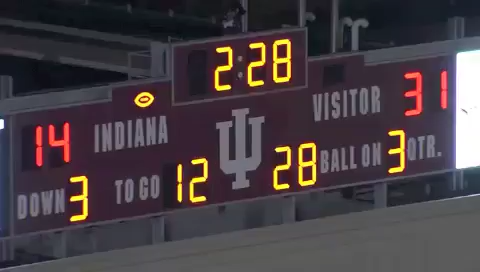 2:28
14 INDIANA VISITOR 31
DOWN 3 TO GO 12 28 BALL ON 3 QTR.